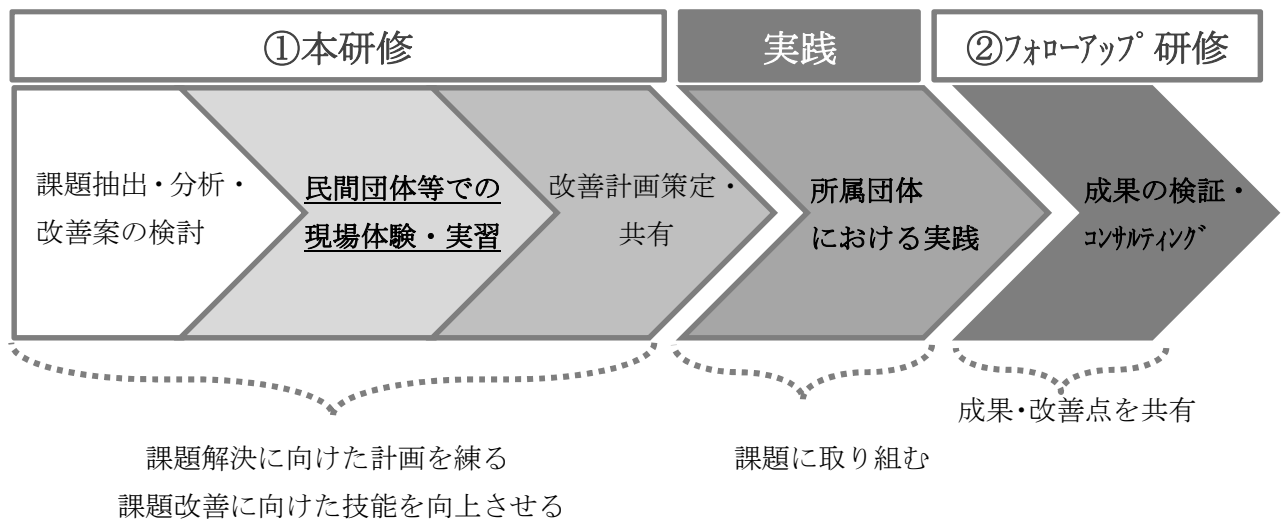 ①本研修
実践
②ﾌｫﾛｰｱｯﾌﾟ研修
課題抽出・分析・
改善案の検討
民間団体等での
現場体験・実習
改善計画策定・
共有
所属団体
における実践
成果の検証・
ｺﾝｻﾙﾃｨﾝｸﾞ
課題解決に向けた計画を練る
課題改善に向けた技能を向上させる
課題に取り組む
成果・改善点を共有